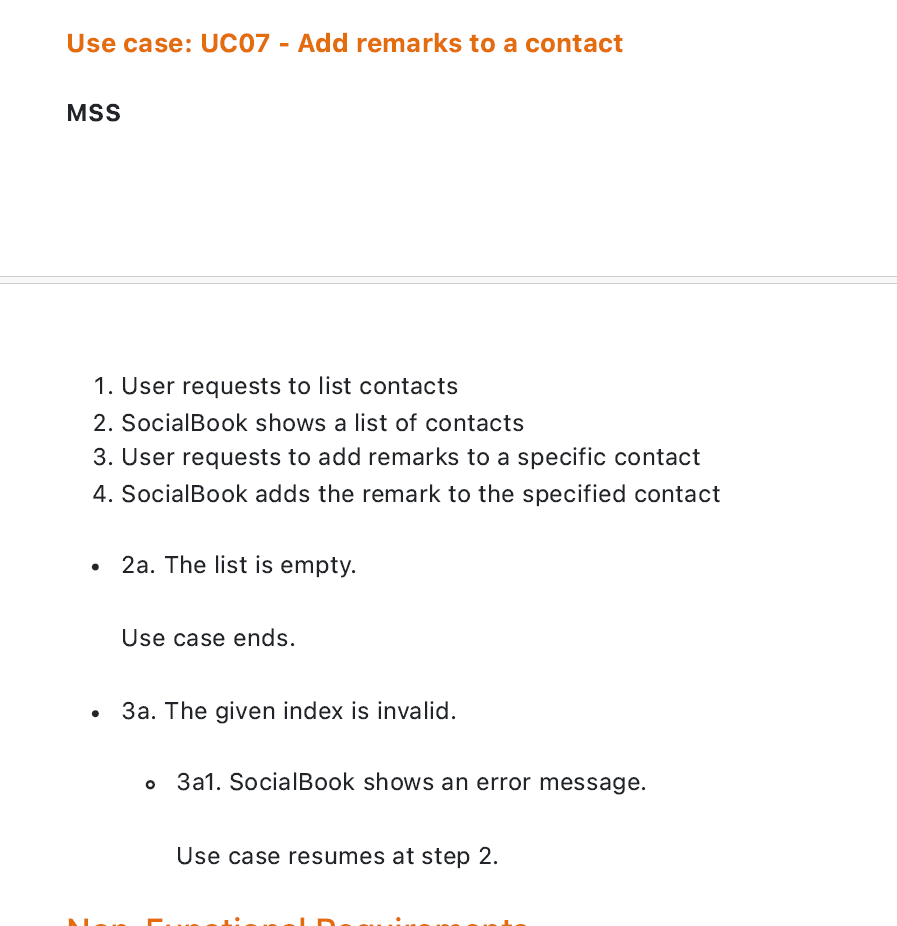 Use case: UC07 - Add remarks to a contact
MSS
1. User requests to list contacts
2. SocialBook shows a list of contacts
3. User requests to add remarks to a specific contact
4. SocialBook adds the remark to the specified contact
• 2a. The list is empty.
Use case ends.
• 3a. The given index is invalid.
◦ 3a1. SocialBook shows an error message.
Use case resumes at step 2.
Non-Functional Requirements